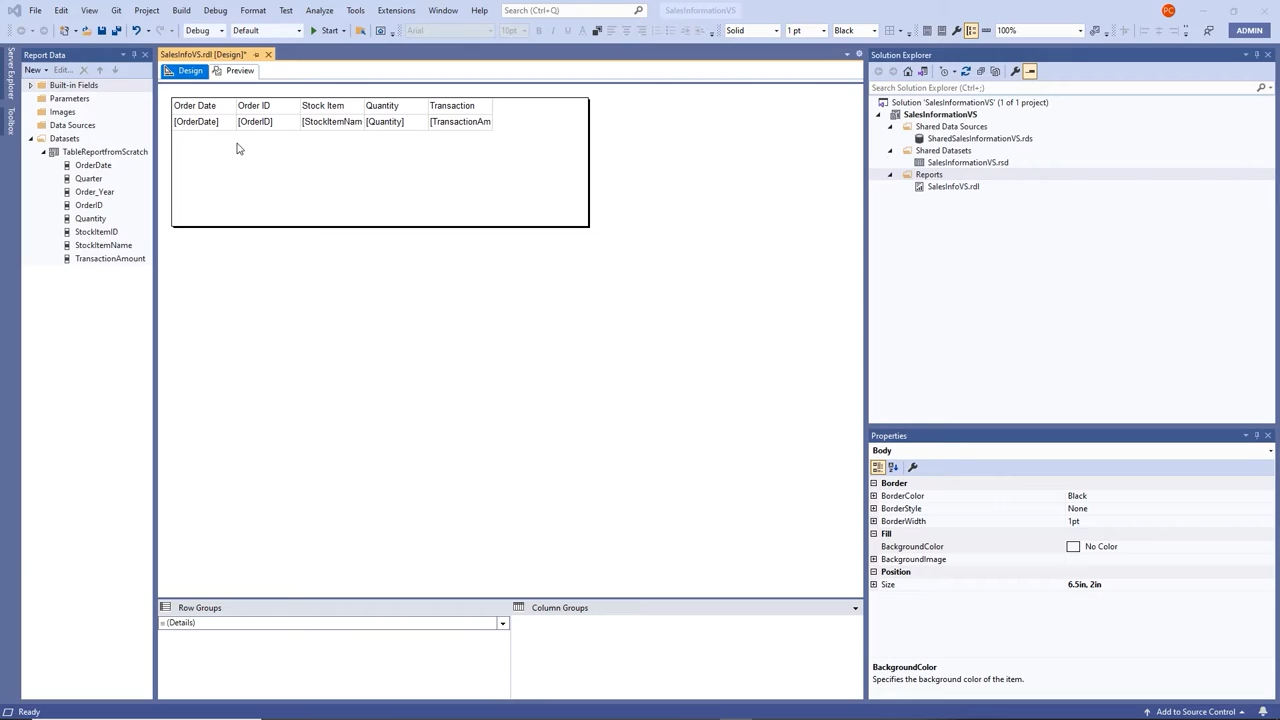 File Edit View Git Project Build Debug Design Format Test Analyze Tools Extensions Window Help Search (Ctrl+Q) SalesInformationVS PC
Debug Default Start Arial 10pt B I U Solid 1 pt Black 100% ADMIN
Server Explorer
Toolbox
Report Data
New Edit...
Built-in Fields
Parameters
Images
Data Sources
Datasets
TableReportfromScratch
OrderDate
Quarter
Order_Year
OrderID
Quantity
StockItemID
StockItemName
TransactionAmount
SalesInfoVS.rdl [Design]*
Design Preview
Order Date Order ID Stock Item Quantity Transaction
[OrderDate] [OrderID] [StockItemNam [Quantity] [TransactionAm
Row Groups Column Groups
(Details)
Solution Explorer
Search Solution Explorer (Ctrl+;)
Solution 'SalesInformationVS' (1 of 1 project)
SalesInformationVS
Shared Data Sources
SharedSalesInformationVS.rds
Shared Datasets
SalesInformationVS.rsd
Reports
SalesInfoVS.rdl
Properties
Body
Border
BorderColor Black
BorderStyle None
BorderWidth 1pt
Fill
BackgroundColor No Color
BackgroundImage
Position
Size 6.5in, 2in
BackgroundColor
Specifies the background color of the item.
Ready Add to Source Control